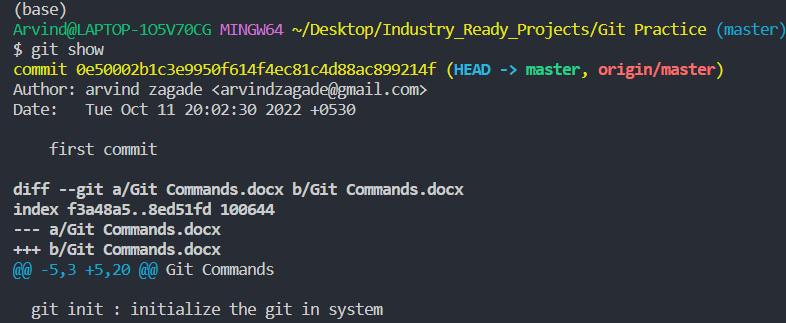 (base)
Arvind@LAPTOP-1O5V70CG MINGW64 ~/Desktop/Industry_Ready_Projects/Git Practice (master)
$ git show
commit 0e50002b1c3e9950f614f4ec81c4d88ac899214f (HEAD -> master, origin/master)
Author: arvind zagade <arvindzagade@gmail.com>
Date:   Tue Oct 11 20:02:30 2022 +0530

    first commit

diff --git a/Git Commands.docx b/Git Commands.docx
index f3a48a5..8ed51fd 100644
--- a/Git Commands.docx
+++ b/Git Commands.docx
@@ -5,3 +5,20 @@ Git Commands

  git init : initialize the git in system